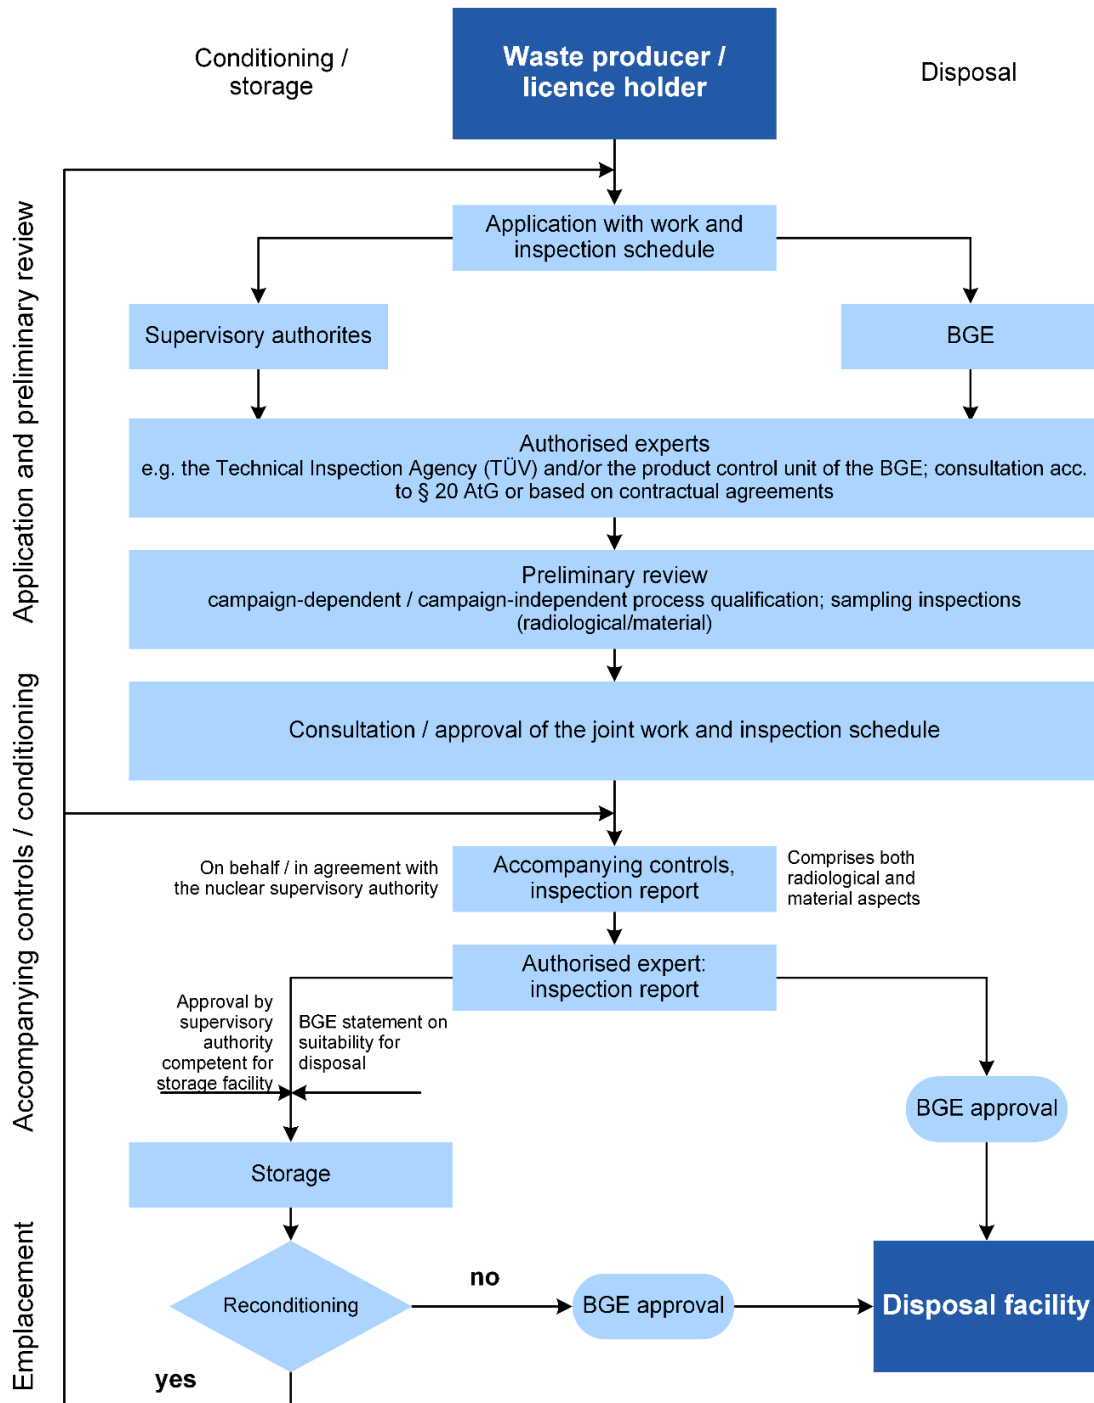 Conditioning /
storage
Waste producer /
licence holder
Disposal
Application and preliminary review
Application with work and
inspection schedule
Supervisory authorites
BGE
Authorised experts
e.g. the Technical Inspection Agency (TÜV) and/or the product control unit of the BGE; consultation acc.
to § 20 AtG or based on contractual agreements
Preliminary review
campaign-dependent / campaign-independent process qualification; sampling inspections
(radiological/material)
Consultation / approval of the joint work and inspection schedule
Accompanying controls / conditioning
On behalf / in agreement with
the nuclear supervisory authority
Accompanying controls,
inspection report
Comprises both
radiological and
material aspects
Authorised expert:
inspection report
Approval by
supervisory
authority
competent for
storage facility
BGE statement on
suitability for
disposal
BGE approval
Storage
Emplacement
Reconditioning
no
BGE approval
Disposal facility
yes